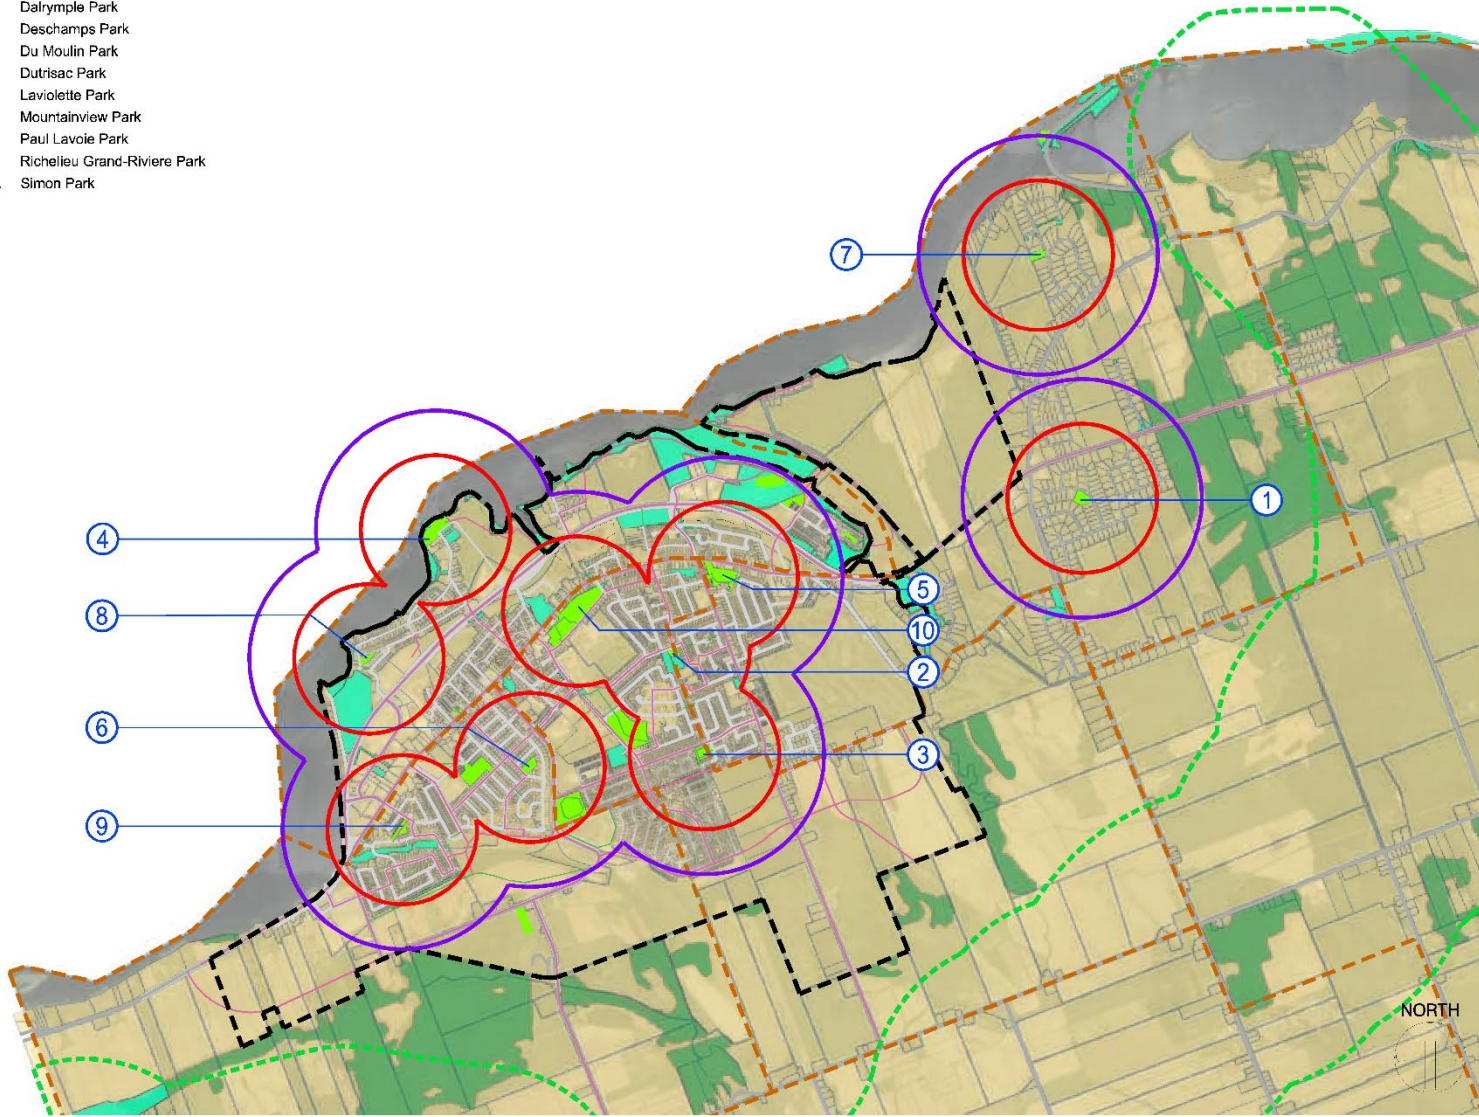 Dalrymple Park
Deschamps Park
Du Moulin Park
Dutrisac Park
Laviolette Park
Mountainview Park
Paul Lavoie Park
Richelieu Grand-Riviere Park
Simon Park
7
1
4
5
8
10
2
6
3
9
NORTH